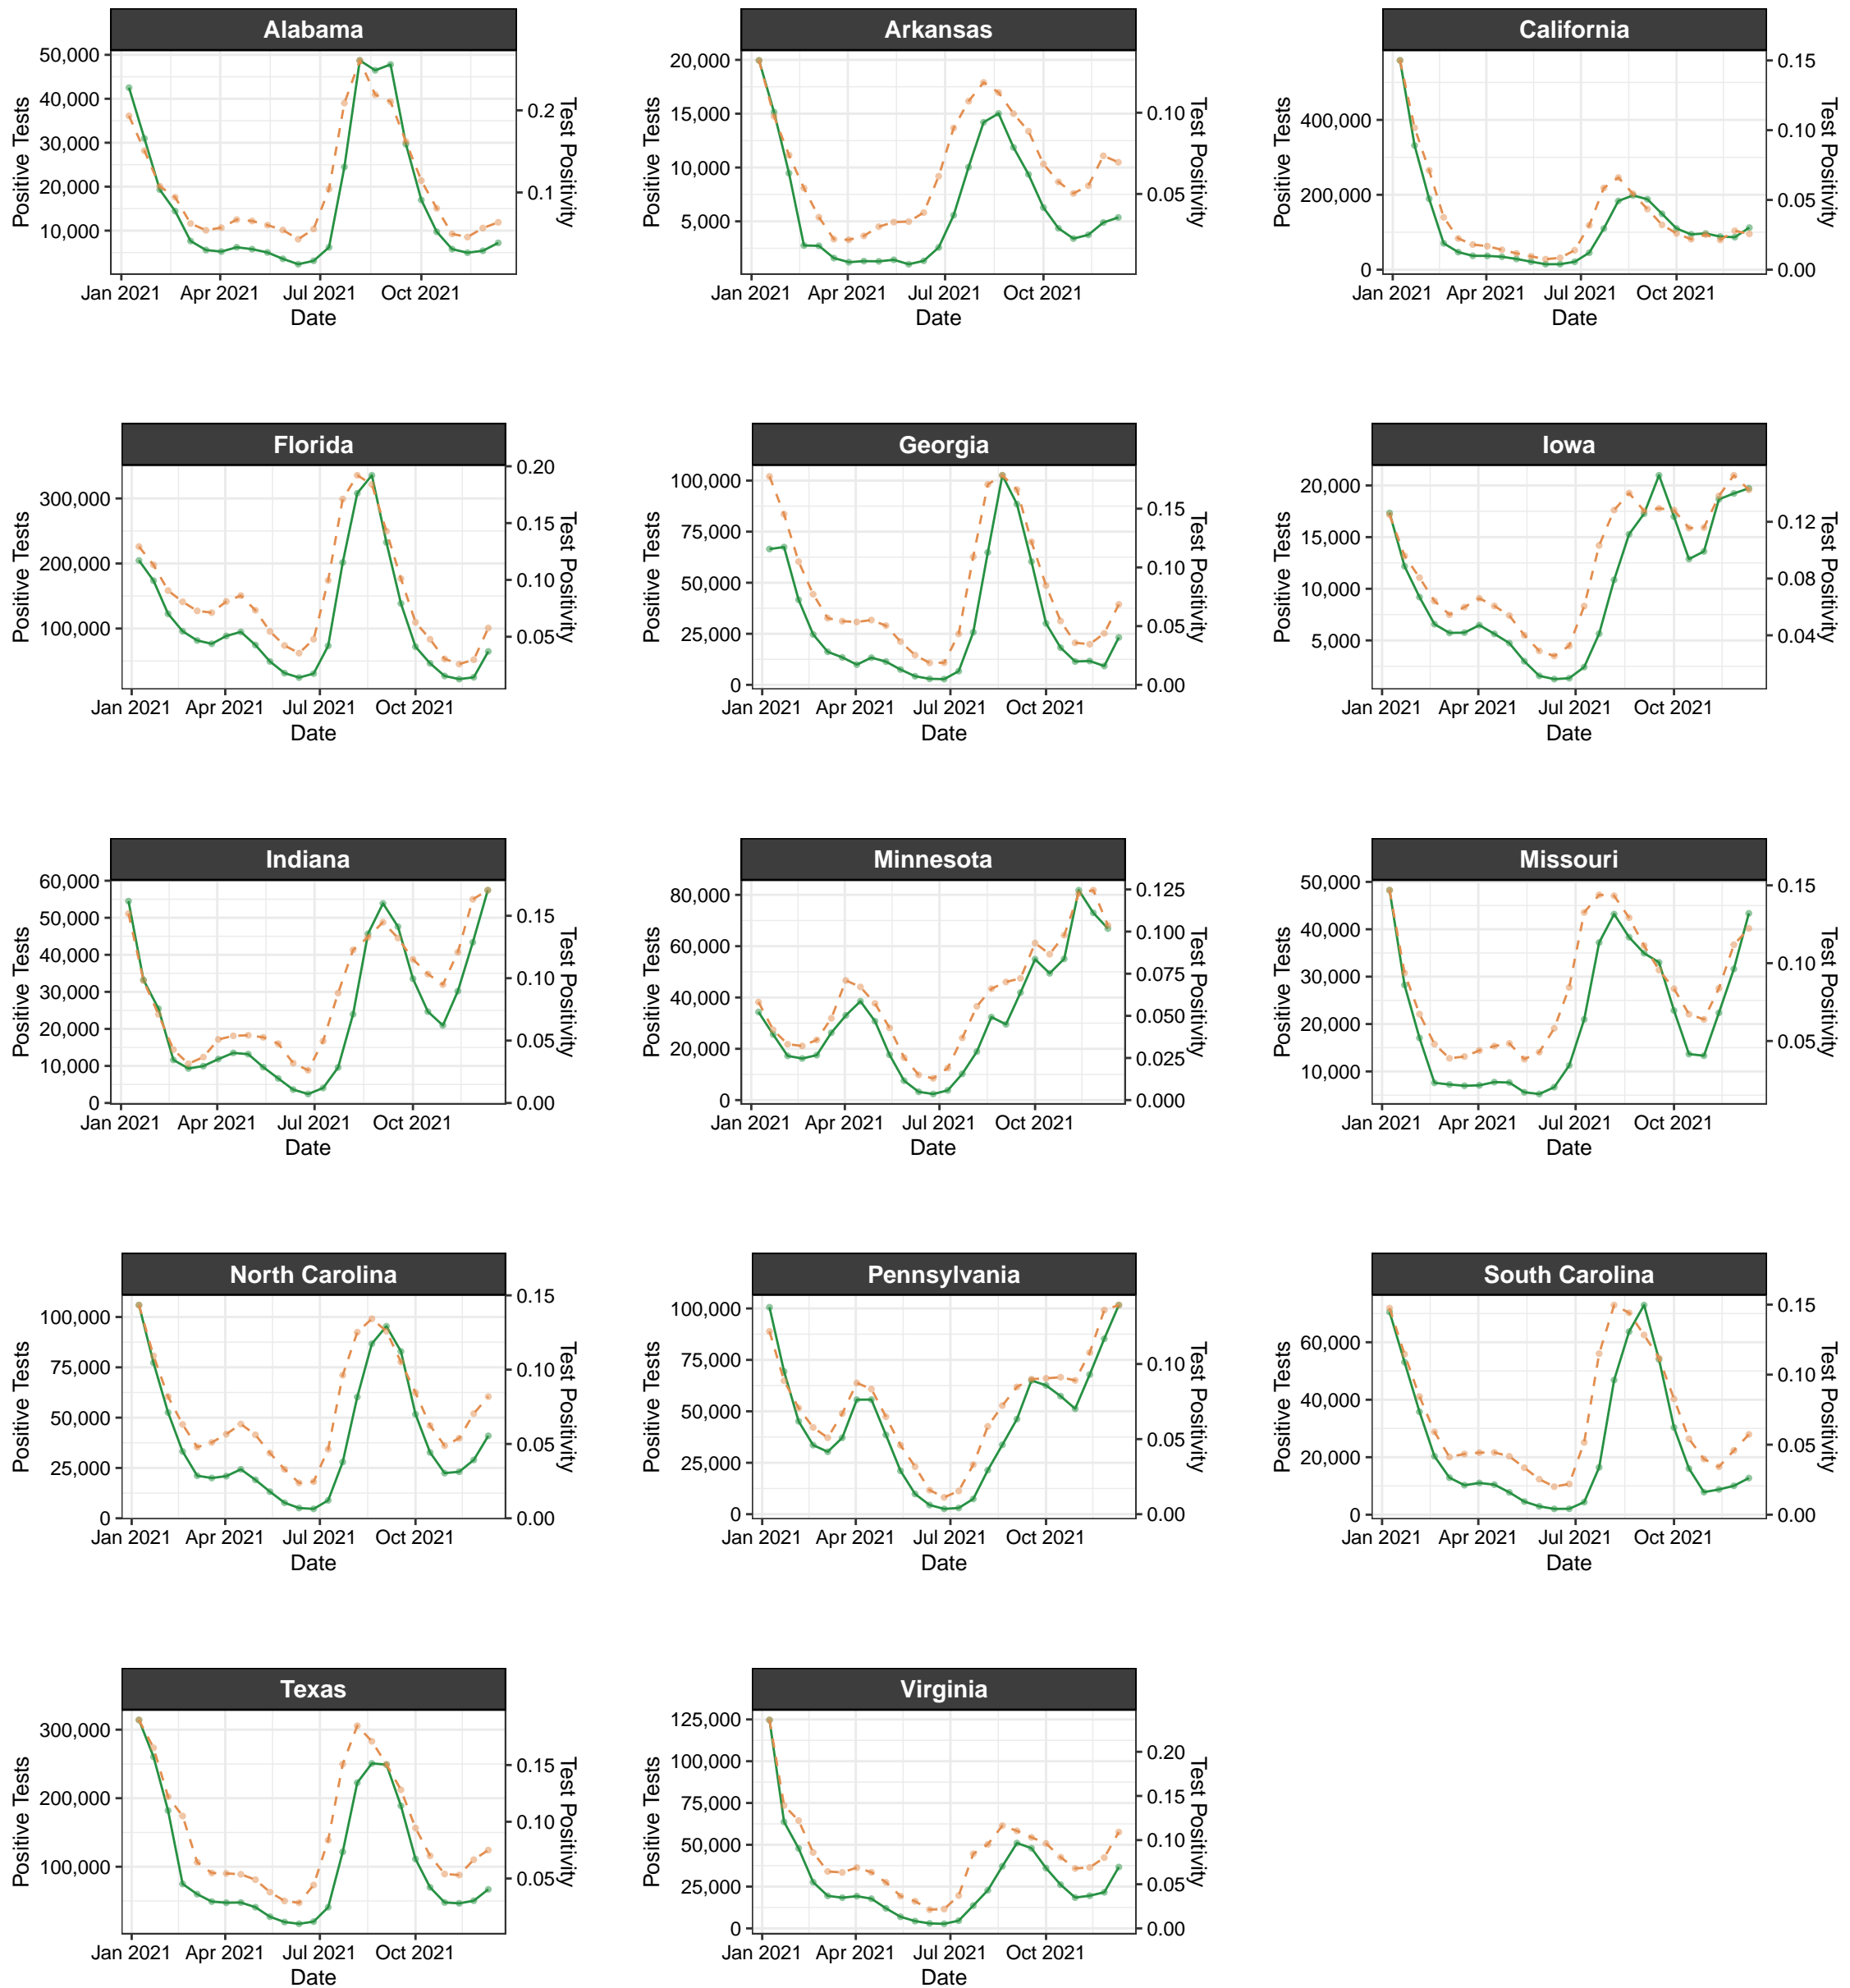 Alabama
50,000
40,000
30,000
20,000
10,000
0.2
0.1
Positive Tests
Test Positivity
Jan 2021 Apr 2021 Jul 2021 Oct 2021
Date
Arkansas
20,000
15,000
10,000
5,000
0.10
0.05
Positive Tests
Test Positivity
Jan 2021 Apr 2021 Jul 2021 Oct 2021
Date
California
400,000
200,000
0
0.15
0.10
0.05
0.00
Positive Tests
Test Positivity
Jan 2021 Apr 2021 Jul 2021 Oct 2021
Date
Florida
300,000
200,000
100,000
0.20
0.15
0.10
0.05
Positive Tests
Test Positivity
Jan 2021 Apr 2021 Jul 2021 Oct 2021
Date
Georgia
100,000
75,000
50,000
25,000
0
0.15
0.10
0.05
0.00
Positive Tests
Test Positivity
Jan 2021 Apr 2021 Jul 2021 Oct 2021
Date
Iowa
20,000
15,000
10,000
5,000
0.12
0.08
0.04
Positive Tests
Test Positivity
Jan 2021 Apr 2021 Jul 2021 Oct 2021
Date
Indiana
60,000
50,000
40,000
30,000
20,000
10,000
0
0.15
0.10
0.05
0.00
Positive Tests
Test Positivity
Jan 2021 Apr 2021 Jul 2021 Oct 2021
Date
Minnesota
80,000
60,000
40,000
20,000
0
0.125
0.100
0.075
0.050
0.025
0.000
Positive Tests
Test Positivity
Jan 2021 Apr 2021 Jul 2021 Oct 2021
Date
Missouri
50,000
40,000
30,000
20,000
10,000
0.15
0.10
0.05
Positive Tests
Test Positivity
Jan 2021 Apr 2021 Jul 2021 Oct 2021
Date
North Carolina
100,000
75,000
50,000
25,000
0
0.15
0.10
0.05
0.00
Positive Tests
Test Positivity
Jan 2021 Apr 2021 Jul 2021 Oct 2021
Date
Pennsylvania
100,000
75,000
50,000
25,000
0
0.10
0.05
0.00
Positive Tests
Test Positivity
Jan 2021 Apr 2021 Jul 2021 Oct 2021
Date
South Carolina
60,000
40,000
20,000
0
0.15
0.10
0.05
0.00
Positive Tests
Test Positivity
Jan 2021 Apr 2021 Jul 2021 Oct 2021
Date
Texas
300,000
200,000
100,000
0.15
0.10
0.05
Positive Tests
Test Positivity
Jan 2021 Apr 2021 Jul 2021 Oct 2021
Date
Virginia
125,000
100,000
75,000
50,000
25,000
0
0.20
0.15
0.10
0.05
0.00
Positive Tests
Test Positivity
Jan 2021 Apr 2021 Jul 2021 Oct 2021
Date